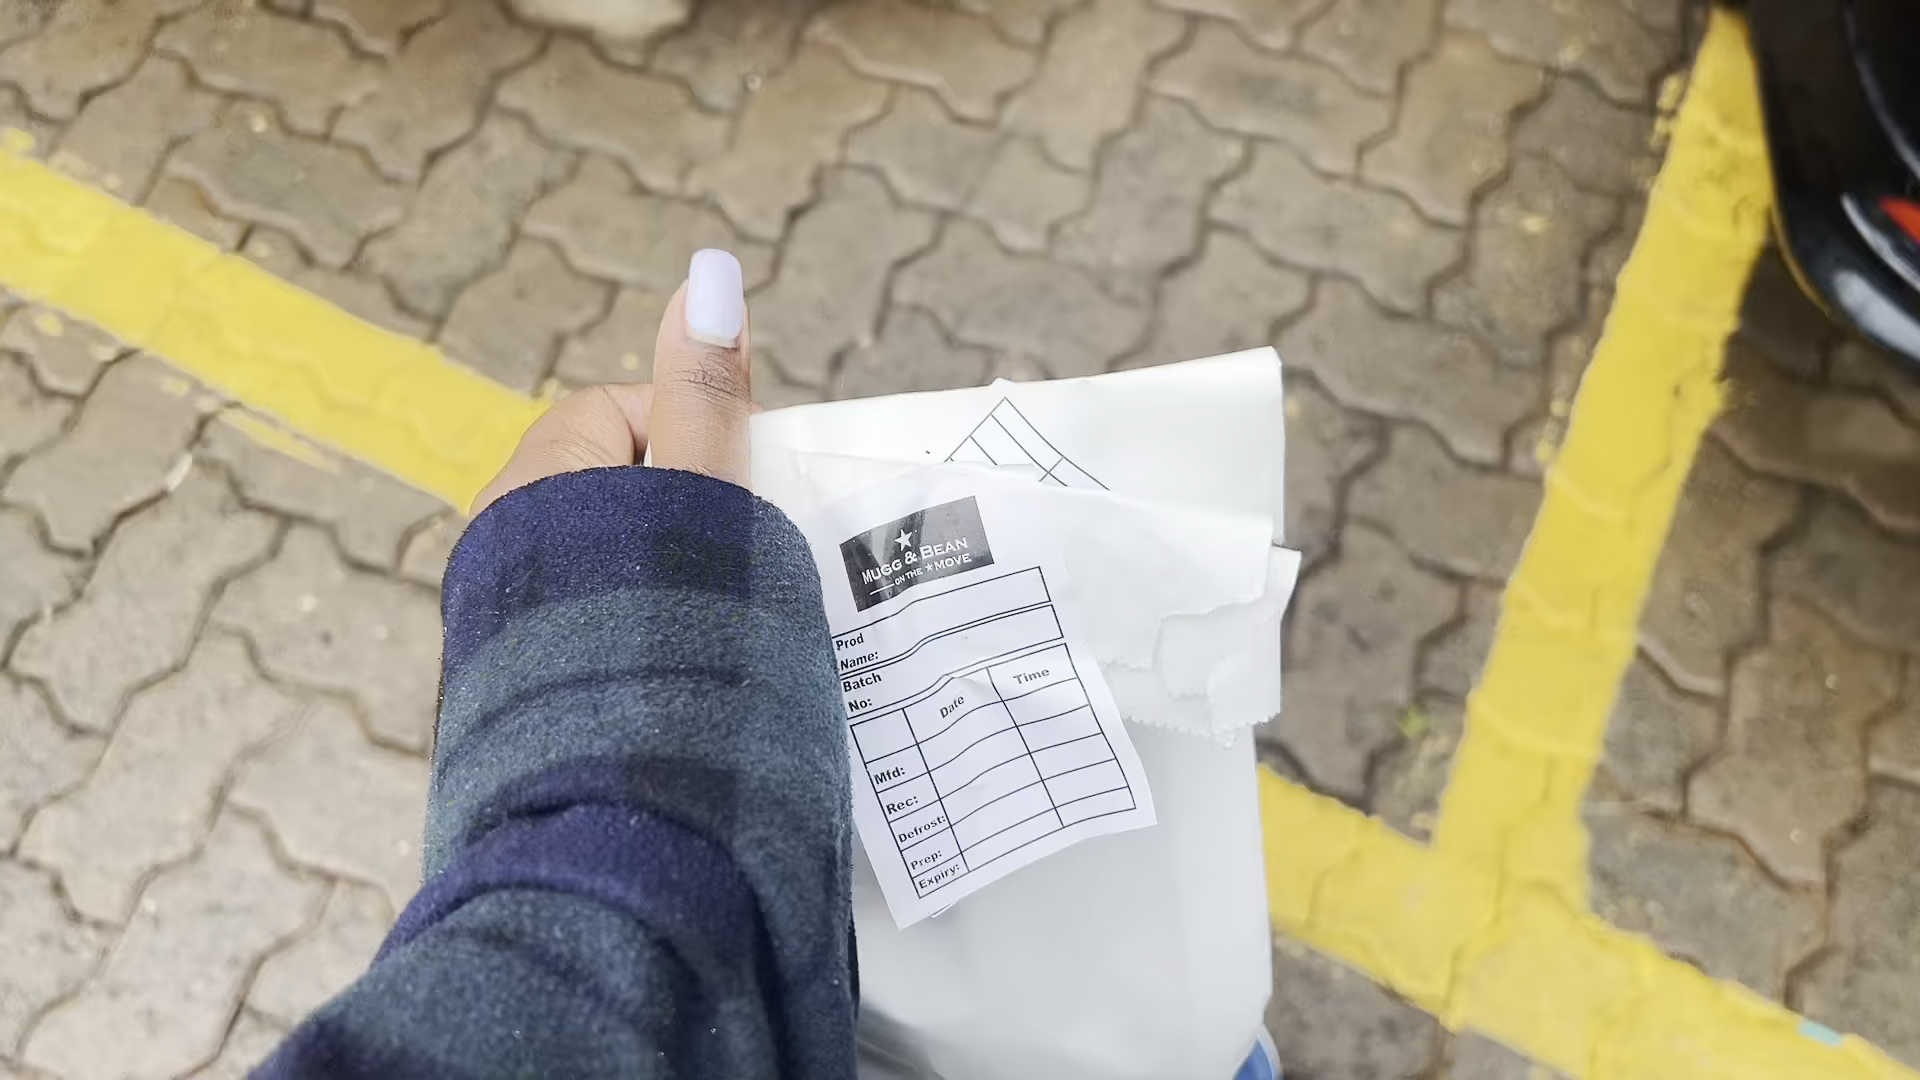 MUGG & BEAN
ON THE MOVE
Prod
Name:
Batch
No:
Date Time
Mfd:
Rec:
Defrost:
Prep:
Expiry: